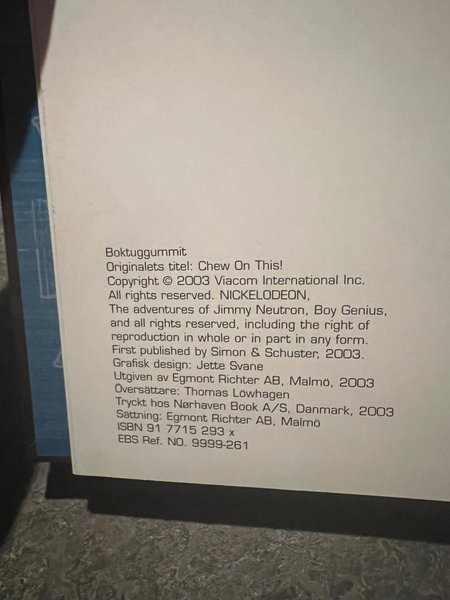 Boktuggummit
Originalets titel: Chew On This!
Copyright © 2003 Viacom International Inc.
All rights reserved. NICKELODEON,
The adventures of Jimmy Neutron, Boy Genius,
and all rights reserved, including the right of
reproduction in whole or in part in any form.
First published by Simon & Schuster, 2003.
Grafisk design: Jette Svane
Utgiven av Egmont Richter AB, Malmö, 2003
Översättare: Thomas Löwhagen
Tryckt hos Nørhaven Book A/S, Danmark, 2003
Sättning: Egmont Richter AB, Malmö
ISBN 91 7715 293 x
EBS Ref. NO. 9999-261